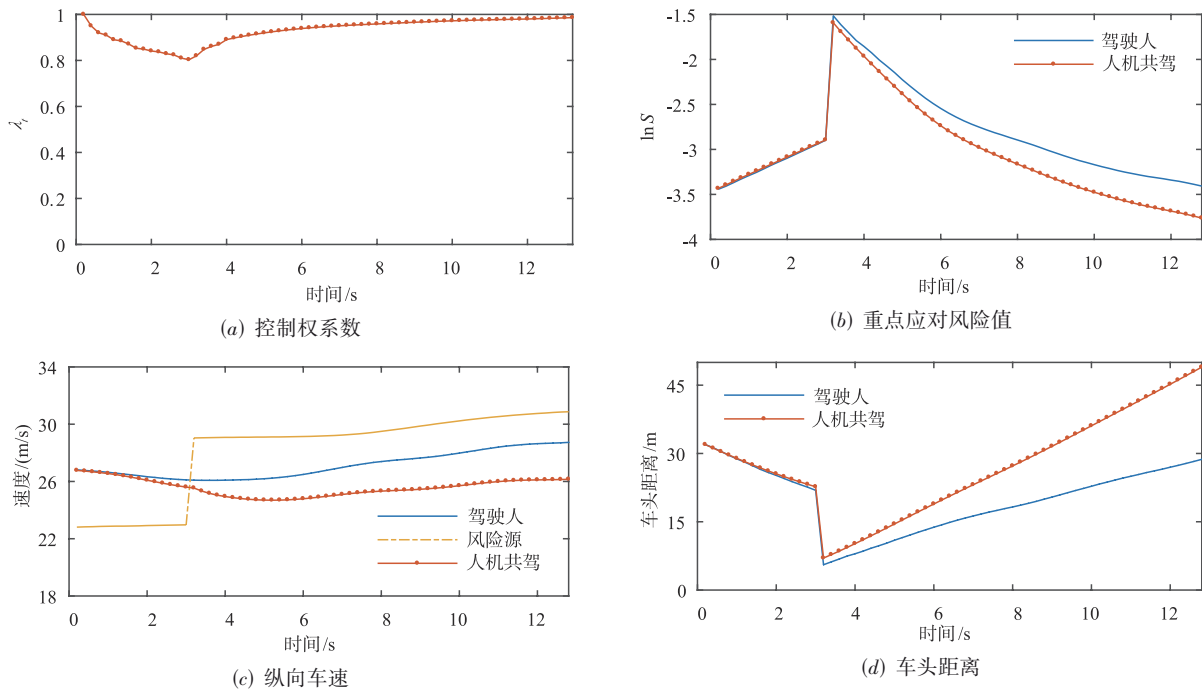 1
0.8
0.6
0.4
0.2
0
λ_t
0 2 4 6 8 10 12
时间/s
(a) 控制权系数
-1.5
-2
-2.5
-3
-3.5
-4
lnS
驾驶人
人机共驾
0 2 4 6 8 10 12
时间/s
(b) 重点应对风险值
34
30
26
22
18
速度/(m/s)
驾驶人
风险源
人机共驾
0 2 4 6 8 10 12
时间/s
(c) 纵向车速
45
30
15
0
车头距离/m
驾驶人
人机共驾
0 2 4 6 8 10 12
时间/s
(d) 车头距离